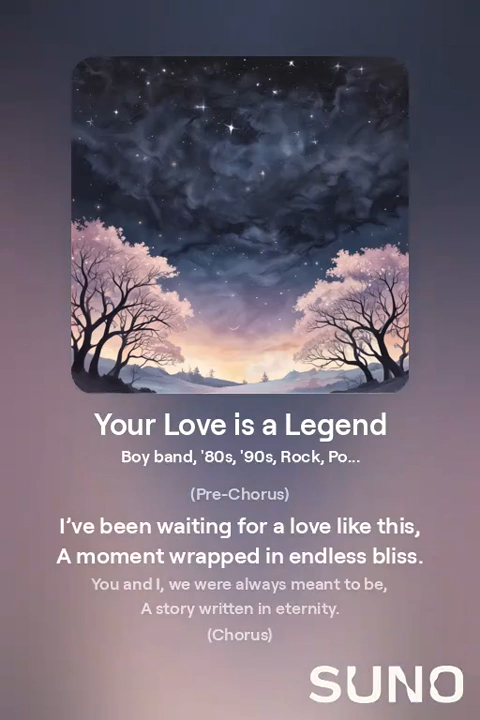 Your Love is a Legend
Boy band, '80s, '90s, Rock, Po...
(Pre-Chorus)
I’ve been waiting for a love like this,
A moment wrapped in endless bliss.
You and I, we were always meant to be,
A story written in eternity.
(Chorus)
SUNO